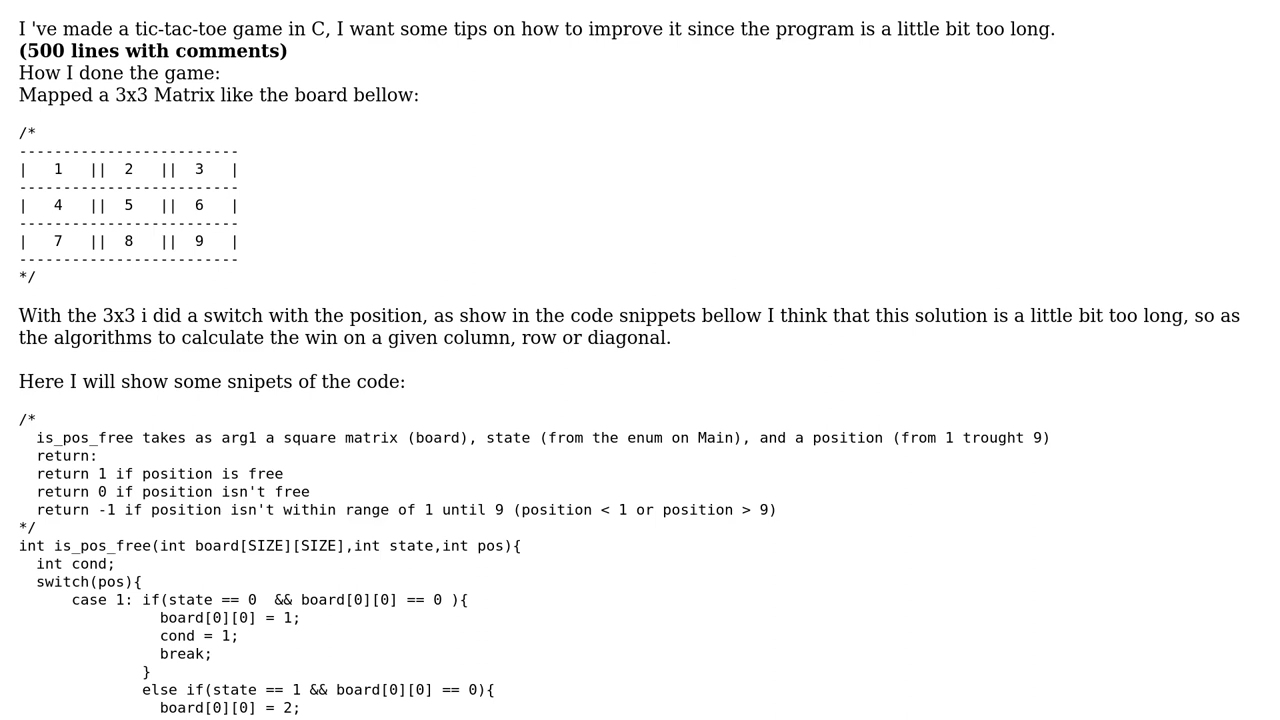 I 've made a tic-tac-toe game in C, I want some tips on how to improve it since the program is a little bit too long.
(500 lines with comments)
How I done the game:
Mapped a 3x3 Matrix like the board bellow:
/*
-------------------------
|   1   ||  2   ||  3   |
-------------------------
|   4   ||  5   ||  6   |
-------------------------
|   7   ||  8   ||  9   |
-------------------------
*/
With the 3x3 i did a switch with the position, as show in the code snippets bellow I think that this solution is a little bit too long, so as
the algorithms to calculate the win on a given column, row or diagonal.
Here I will show some snipets of the code:
/*
  is_pos_free takes as arg1 a square matrix (board), state (from the enum on Main), and a position (from 1 trought 9)
  return:
  return 1 if position is free
  return 0 if position isn't free
  return -1 if position isn't within range of 1 until 9 (position < 1 or position > 9)
*/
int is_pos_free(int board[SIZE][SIZE],int state,int pos){
  int cond;
  switch(pos){
      case 1: if(state == 0  && board[0][0] == 0 ){
                board[0][0] = 1;
                cond = 1;
                break;
              }
              else if(state == 1 && board[0][0] == 0){
                board[0][0] = 2;